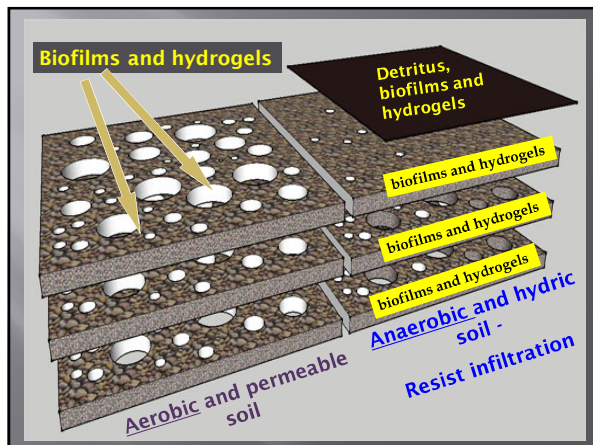 Biofilms and hydrogels
Detritus,
biofilms and
hydrogels
biofilms and hydrogels
biofilms and hydrogels
biofilms and hydrogels
Anaerobic and hydric
soil -
Resist infiltration
Aerobic and permeable
soil